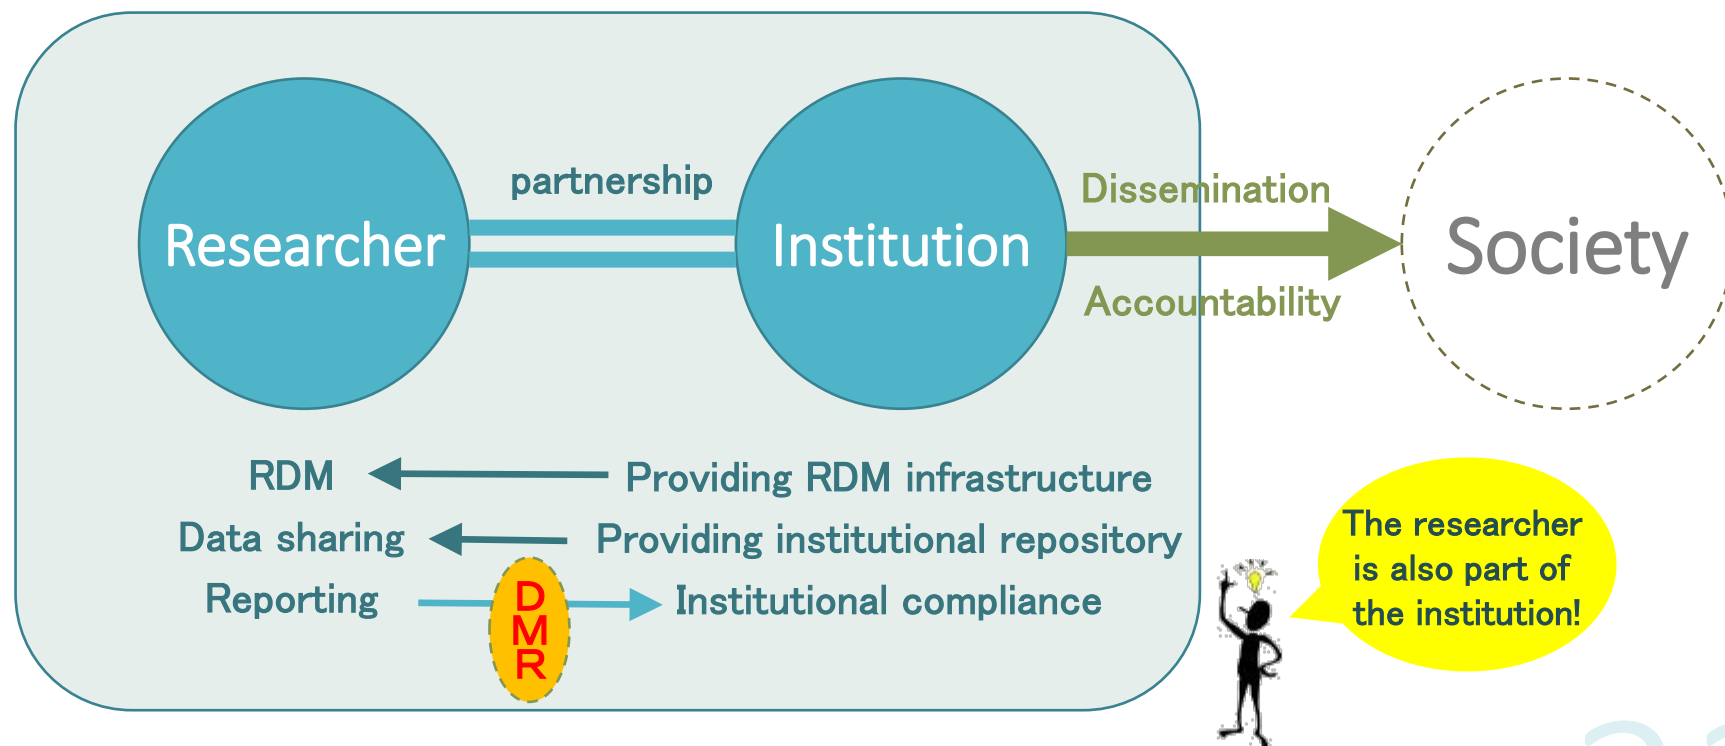 partnership
Dissemination
Researcher
Institution
Society
Accountability
RDM
Providing RDM infrastructure
Data sharing
Providing institutional repository
Reporting
DMR
Institutional compliance
The researcher
is also part of
the institution!